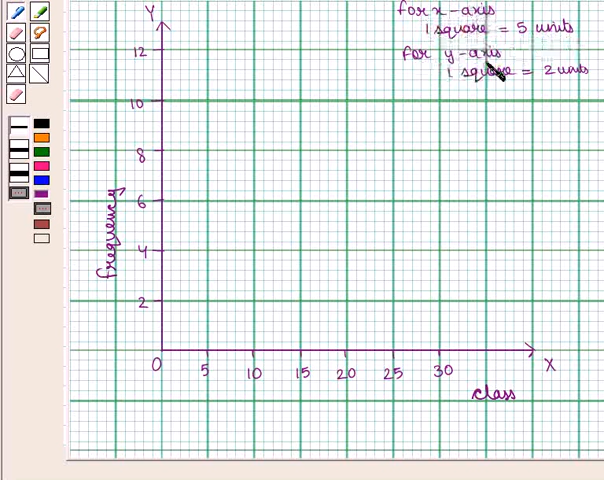 for x-axis
1 square = 5 units
for y-axis
1 square = 2 units
Y
12
10
8
6
4
2
frequency
0
5
10
15
20
25
30
X
class